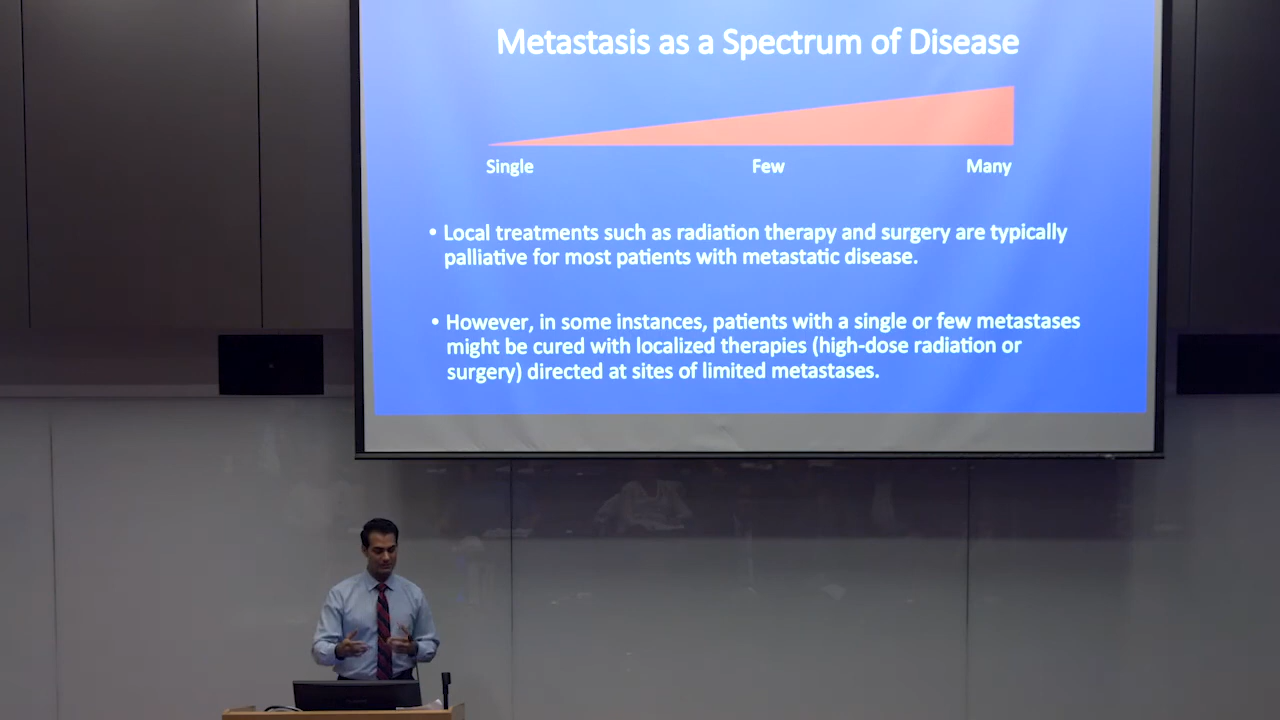 Metastasis as a Spectrum of Disease
Single Few Many
• Local treatments such as radiation therapy and surgery are typically
palliative for most patients with metastatic disease.
• However, in some instances, patients with a single or few metastases
might be cured with localized therapies (high-dose radiation or
surgery) directed at sites of limited metastases.